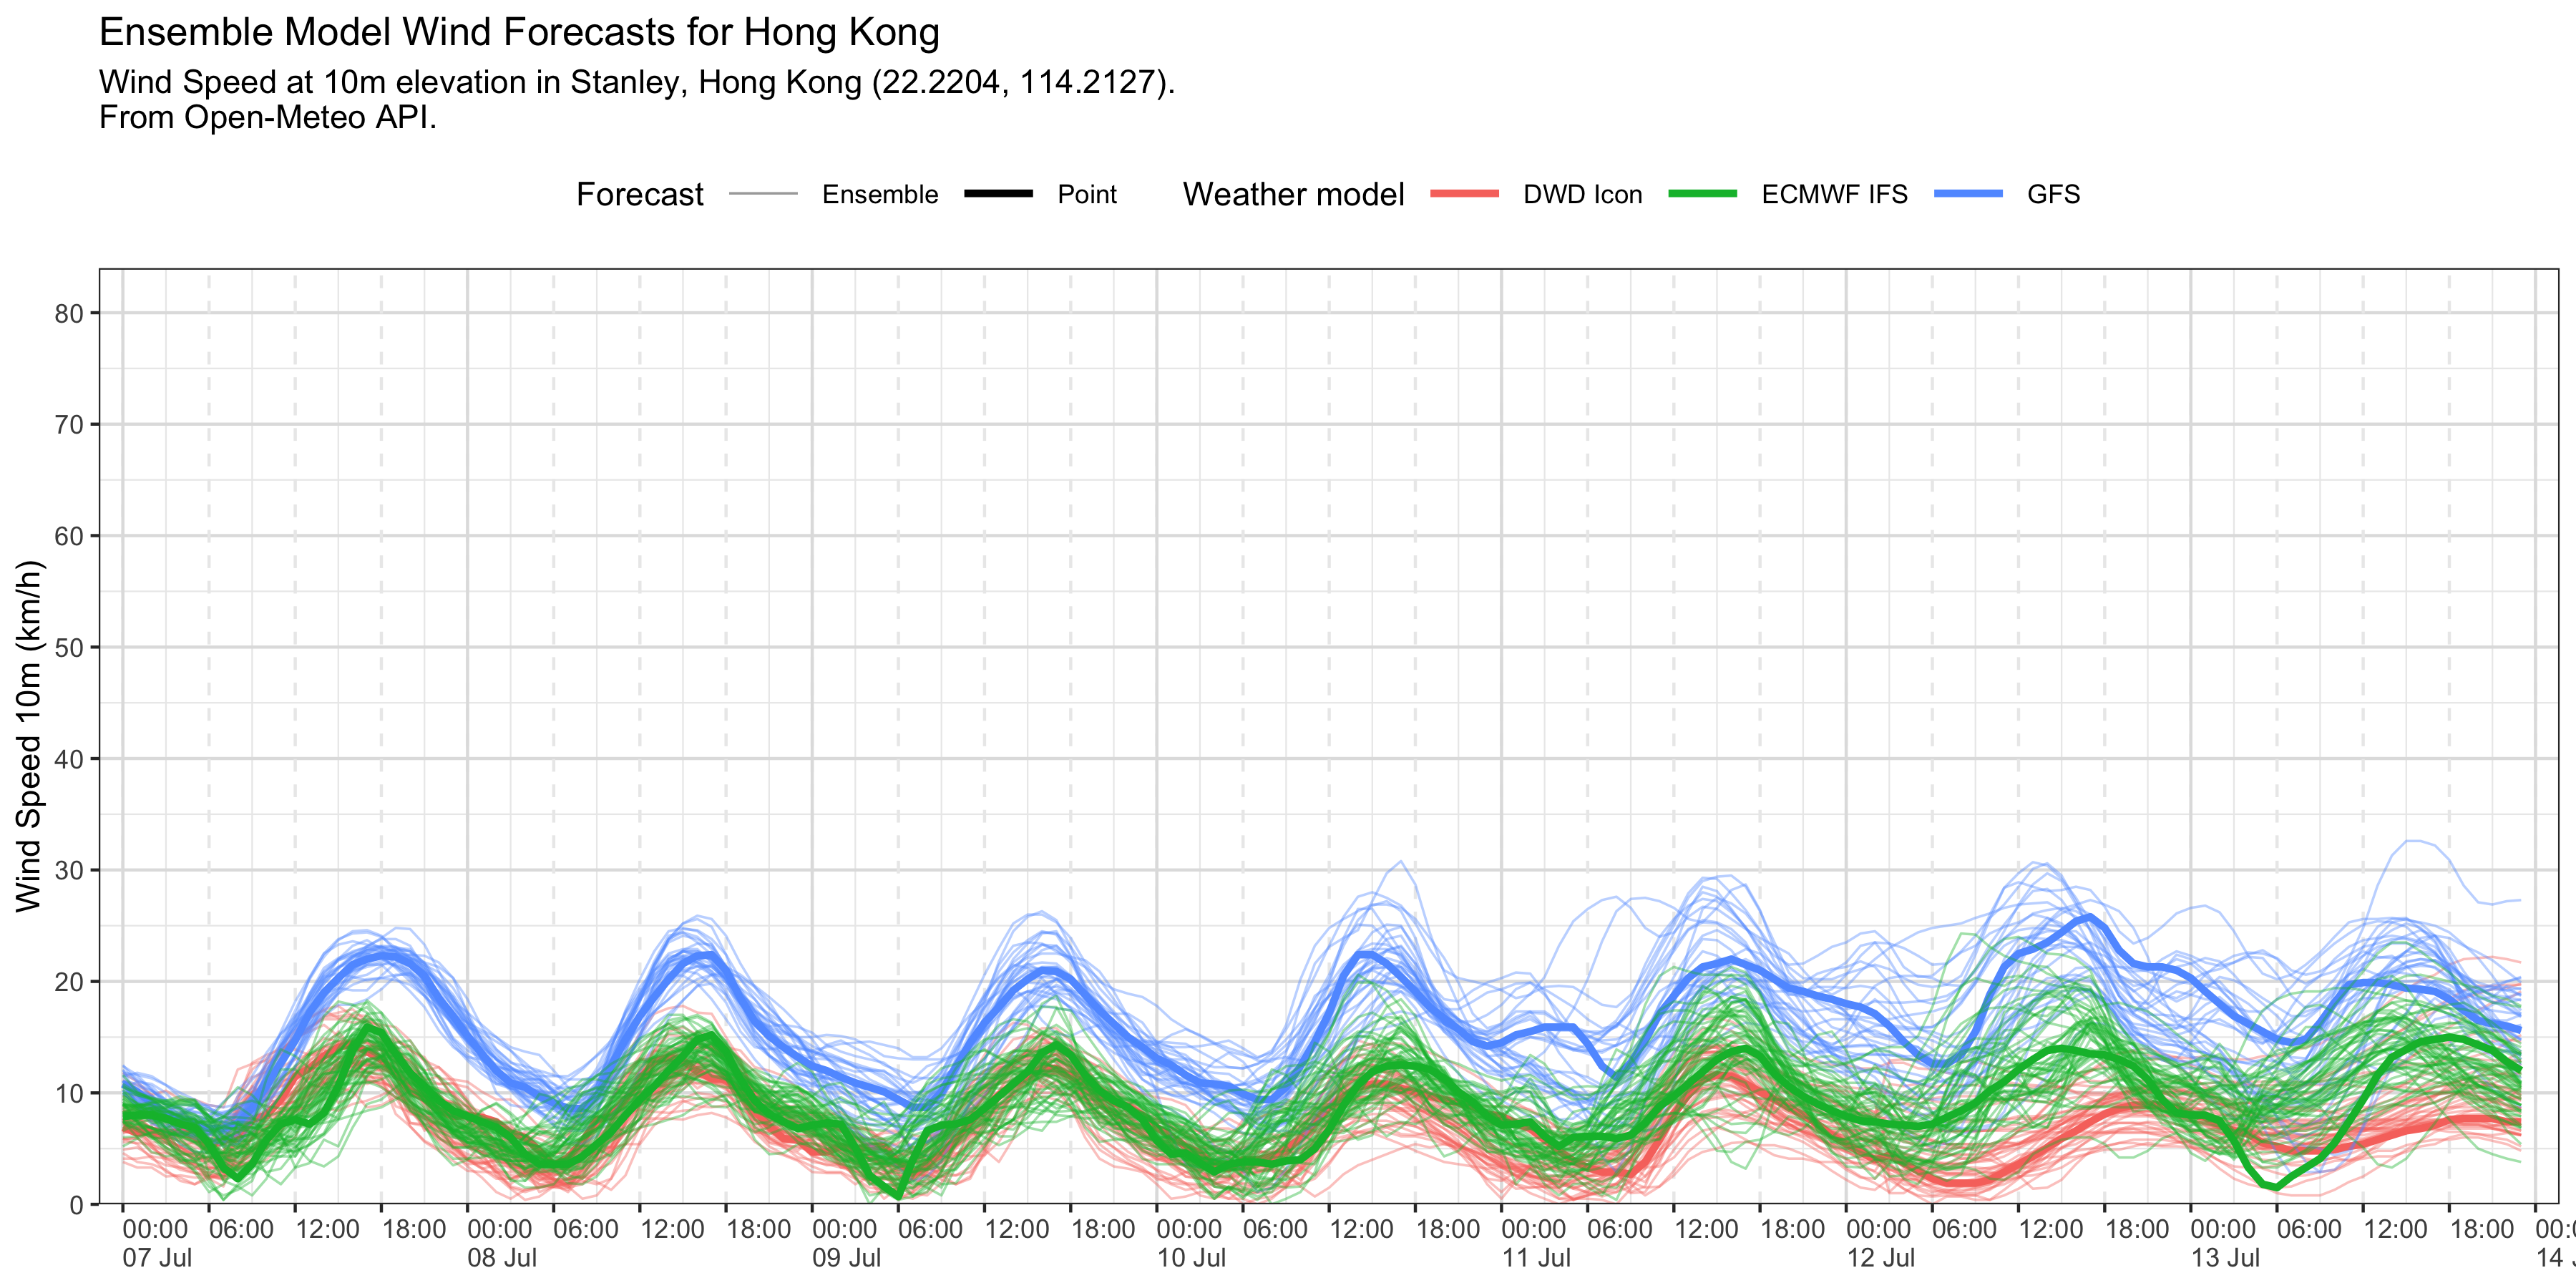 Ensemble Model Wind Forecasts for Hong Kong
Wind Speed at 10m elevation in Stanley, Hong Kong (22.2204, 114.2127).
From Open-Meteo API.
Forecast Ensemble Point Weather model DWD Icon ECMWF IFS GFS
Wind Speed 10m (km/h)
80
70
60
50
40
30
20
10
0
00:00 06:00 12:00 18:00 00:00 06:00 12:00 18:00 00:00 06:00 12:00 18:00 00:00 06:00 12:00 18:00 00:00 06:00 12:00 18:00 00:00 06:00 12:00 18:00 00:00 06:00 12:00 18:00 00:0
07 Jul 08 Jul 09 Jul 10 Jul 11 Jul 12 Jul 13 Jul 14